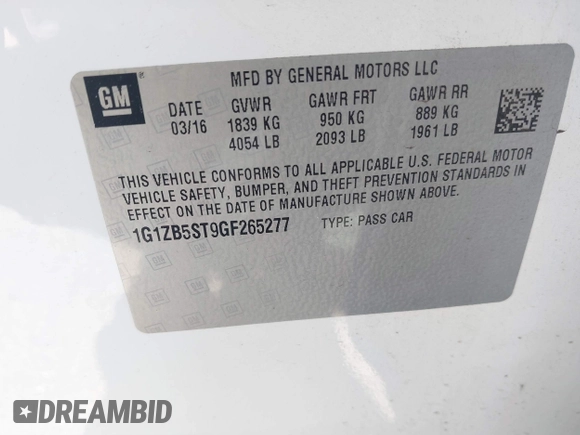 GM
MFD BY GENERAL MOTORS LLC
DATE GVWR GAWR FRT GAWR RR
03/16 1839 KG 950 KG 889 KG
4054 LB 2093 LB 1961 LB
THIS VEHICLE CONFORMS TO ALL APPLICABLE U.S. FEDERAL MOTOR
VEHICLE SAFETY, BUMPER, AND THEFT PREVENTION STANDARDS IN
EFFECT ON THE DATE OF MANUFACTURE SHOWN ABOVE.
1G1ZB5ST9GF265277 TYPE: PASS CAR
DREAMBID